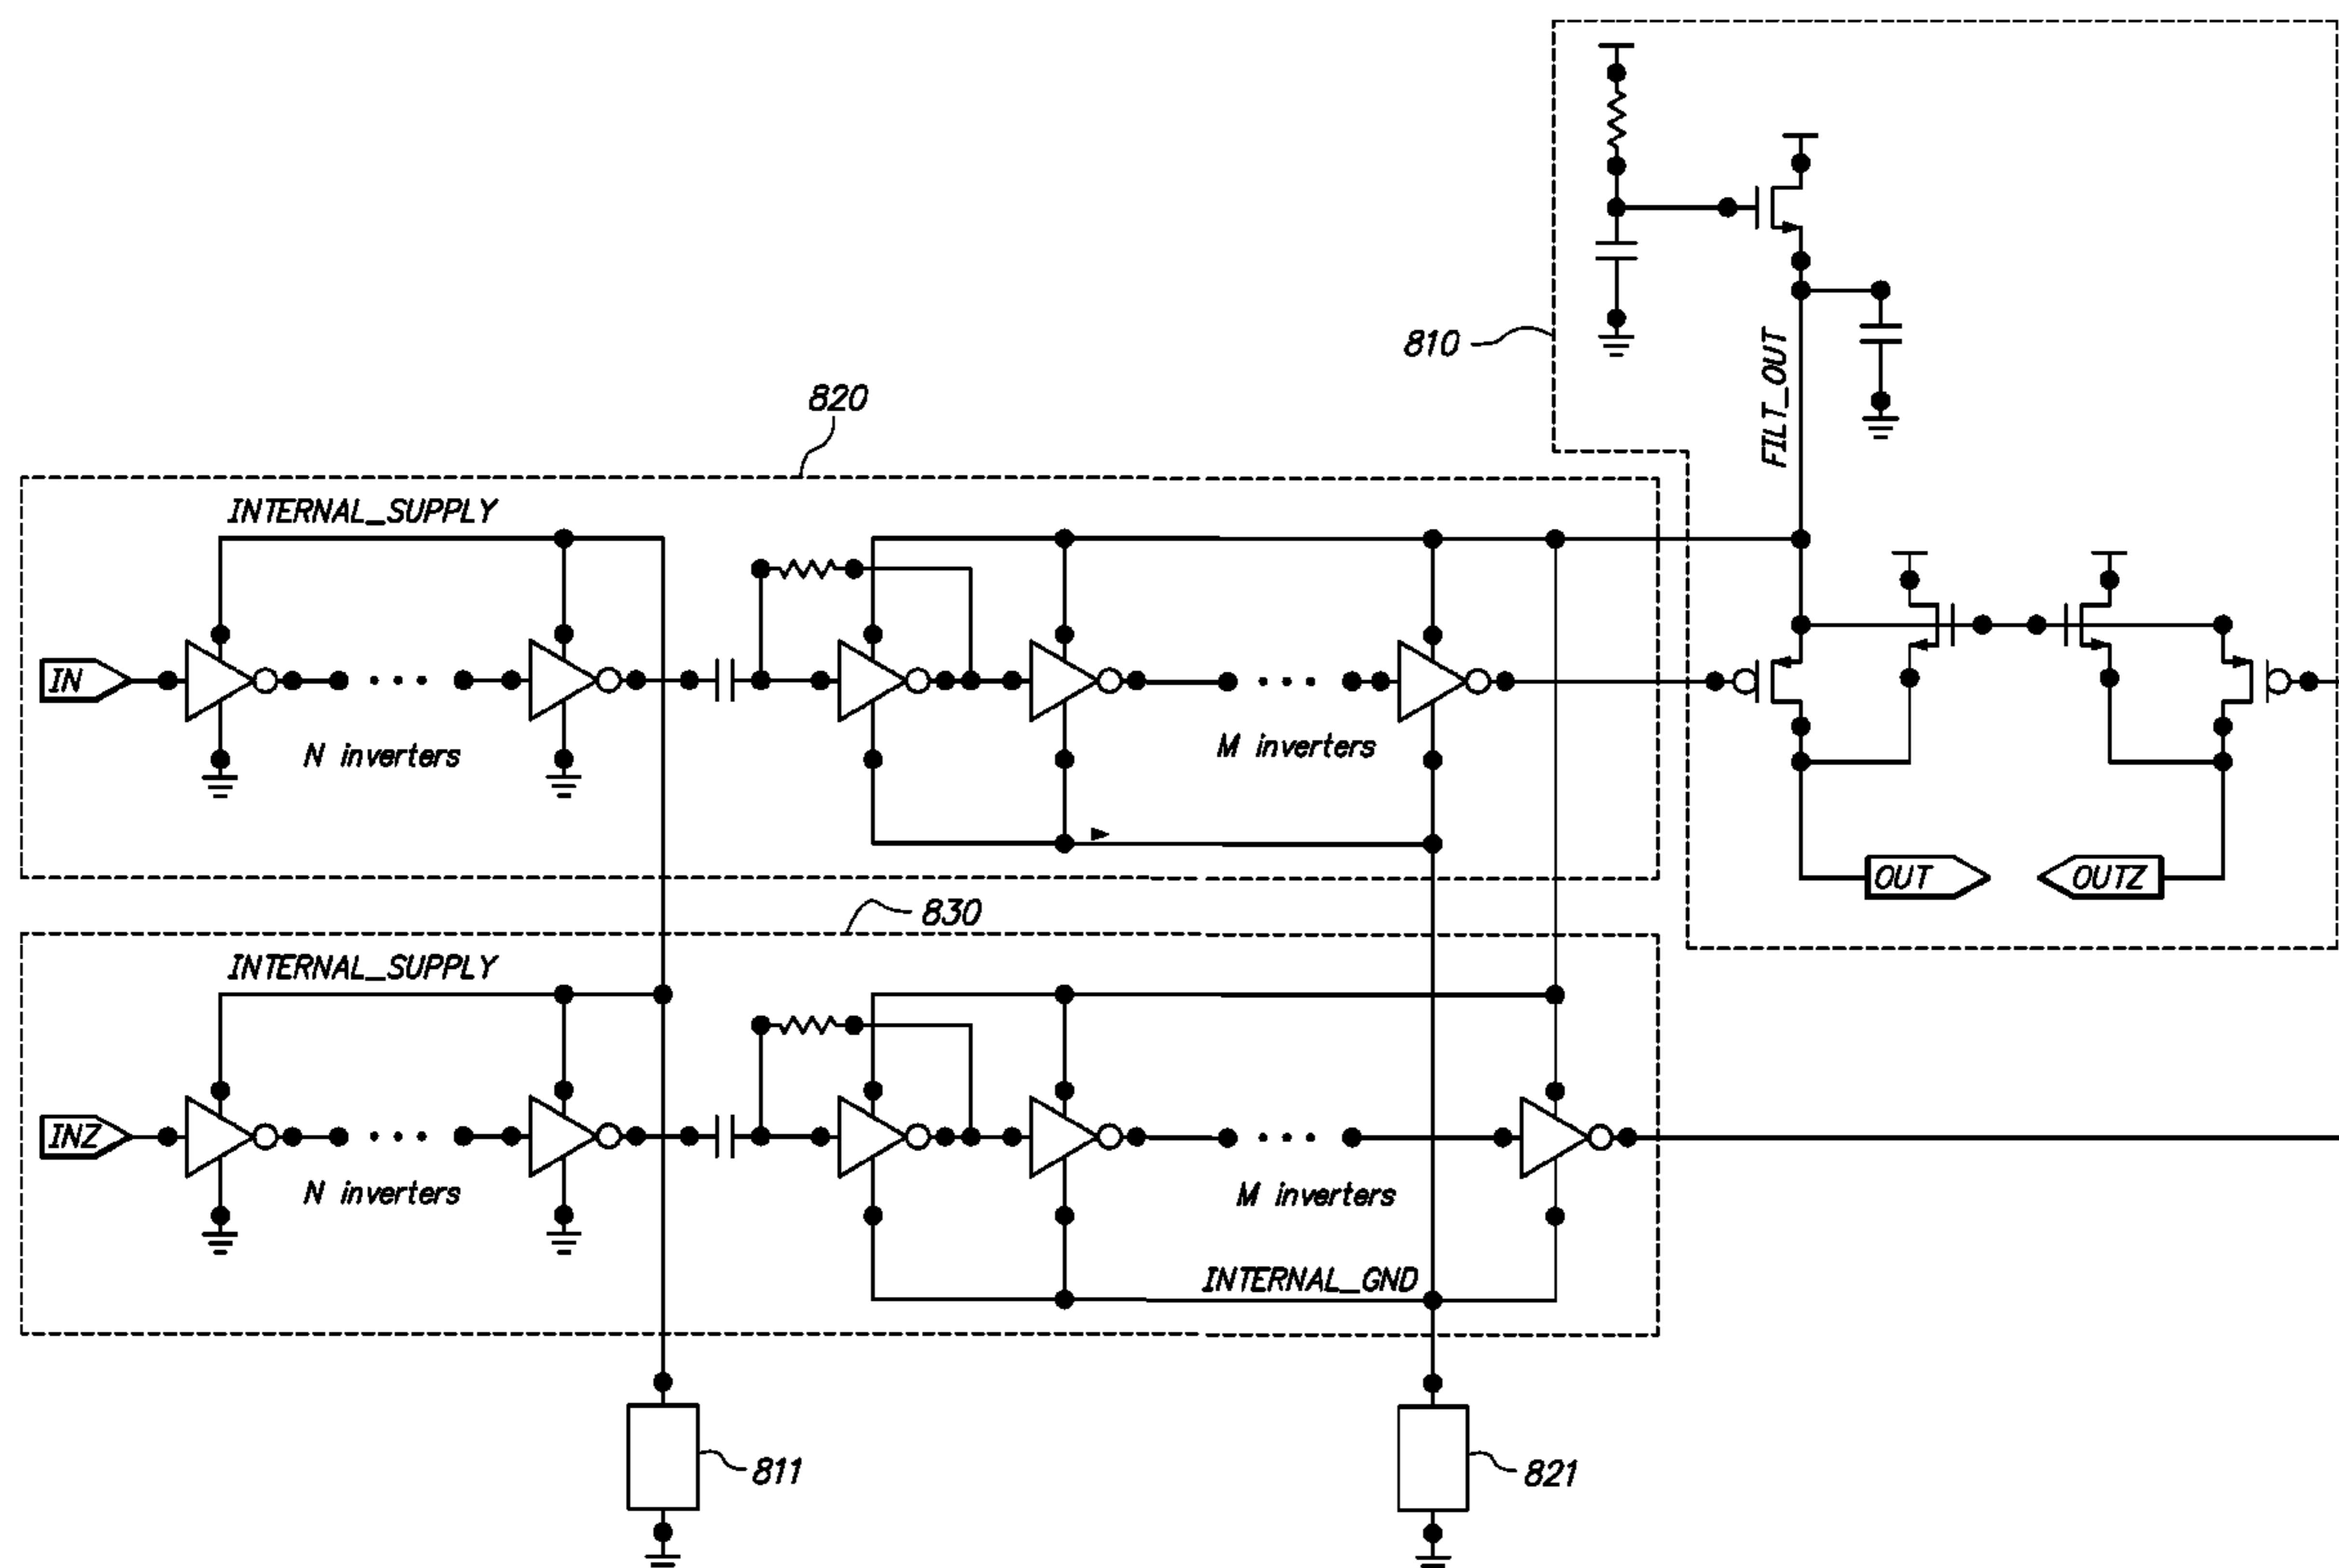 810
FILT_OUT
820
INTERNAL_SUPPLY
IN
N inverters
M inverters
OUT
OUTZ
830
INTERNAL_SUPPLY
INZ
N inverters
M inverters
INTERNAL_GND
811
821